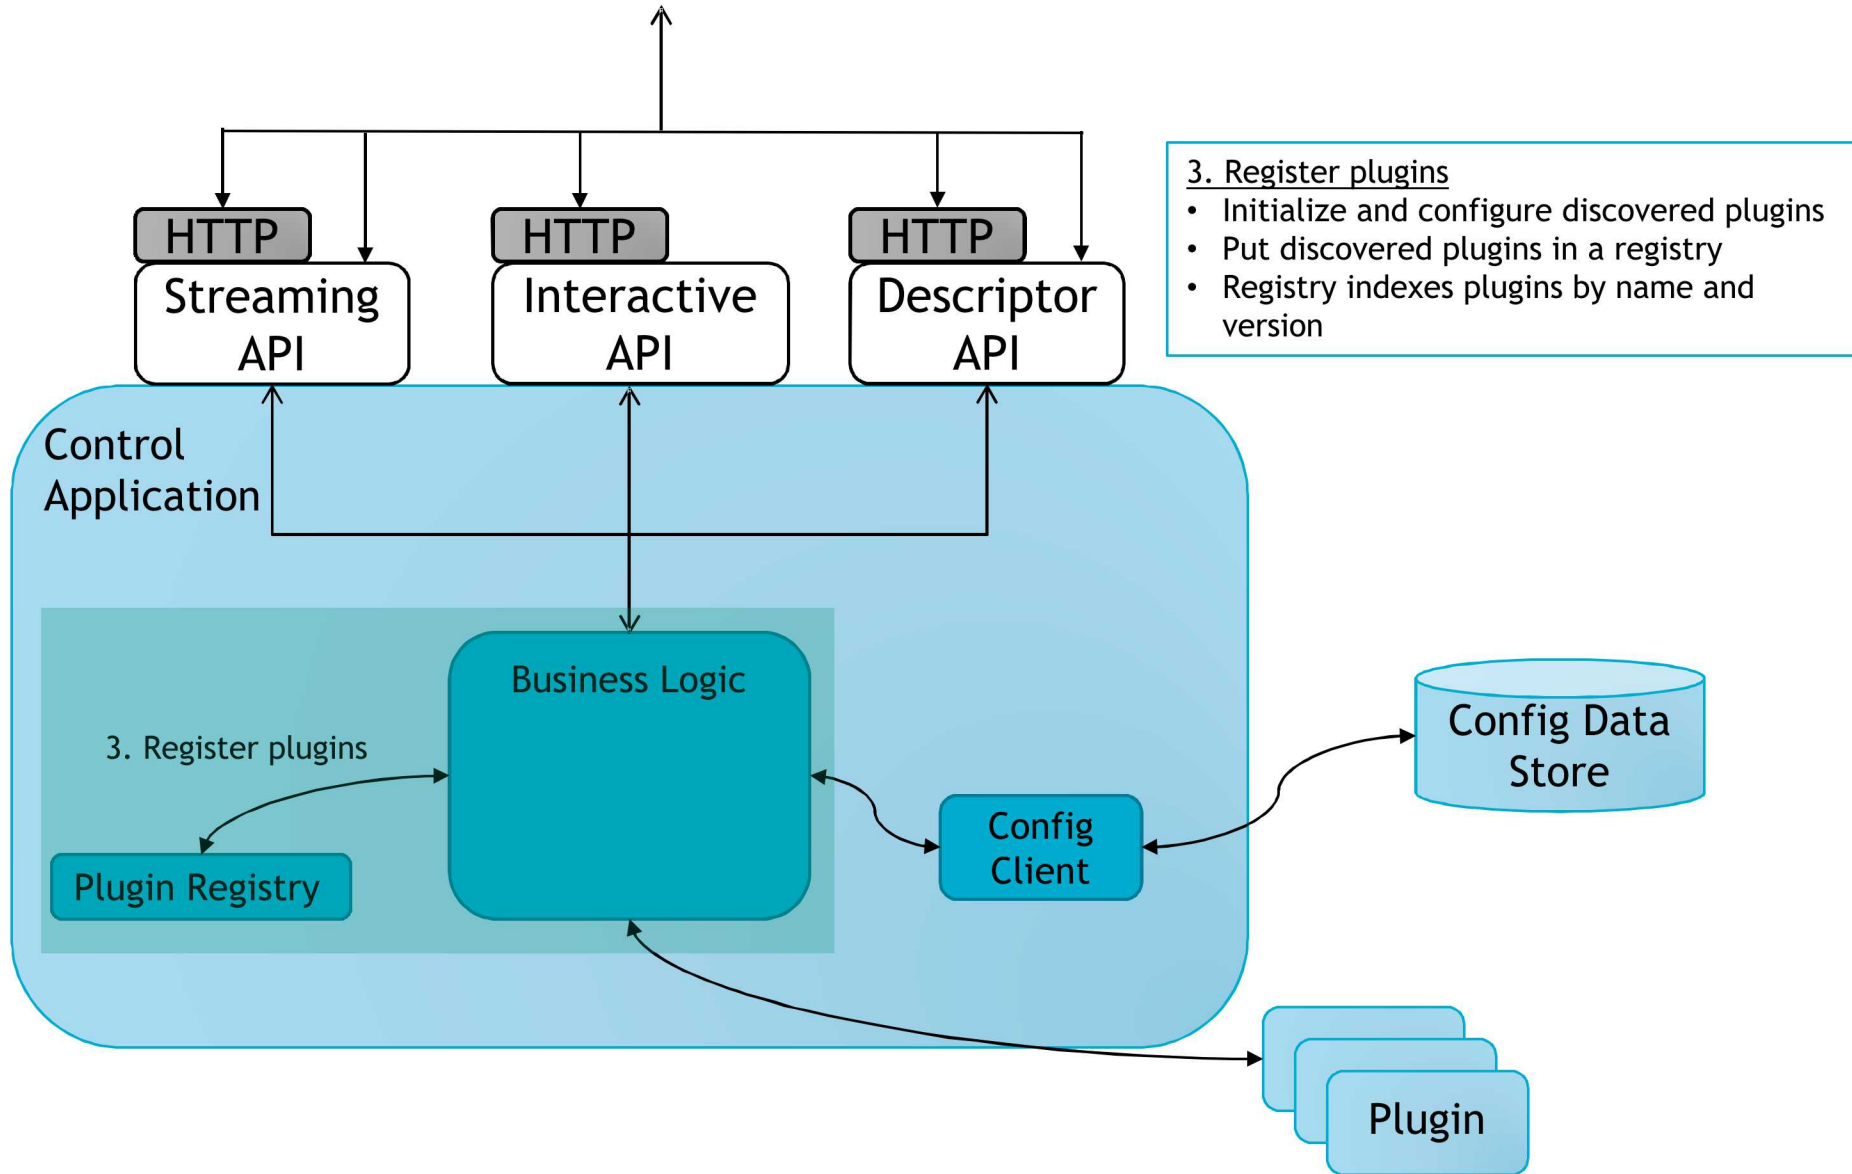 HTTP
HTTP
HTTP
Streaming
API
Interactive
API
Descriptor
API
3. Register plugins
• Initialize and configure discovered plugins
• Put discovered plugins in a registry
• Registry indexes plugins by name and
version
Control
Application
Business Logic
3. Register plugins
Plugin Registry
Config
Client
Config Data
Store
Plugin